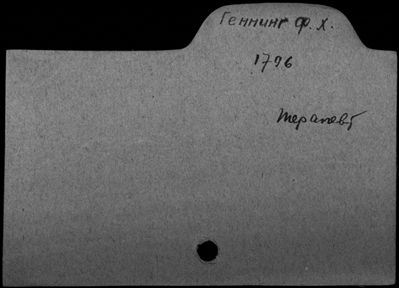 Геннинг Ф. Х.
1796
терапевт